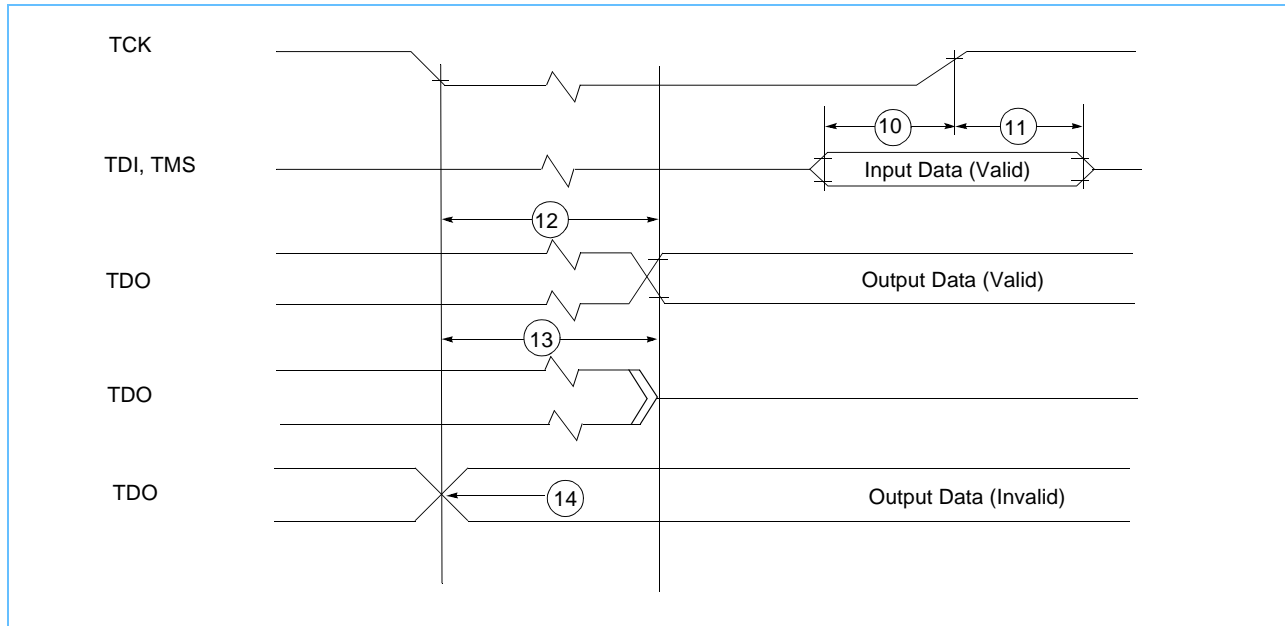 TCK
10
11
TDI, TMS
Input Data (Valid)
12
TDO
Output Data (Valid)
13
TDO
TDO
14
Output Data (Invalid)